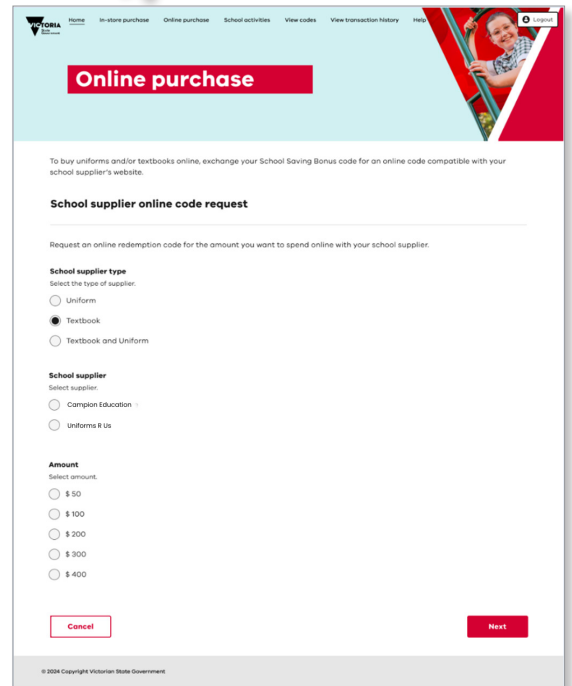 VICTORIA
State
Government
Home In-store purchase Online purchase School activities View codes View transaction history Help Logout
Online purchase
To buy uniforms and/or textbooks online, exchange your School Saving Bonus code for an online code compatible with your
school supplier's website.
School supplier online code request
Request an online redemption code for the amount you want to spend online with your school supplier.
School supplier type
Select the type of supplier.
Uniform
Textbook
Textbook and Uniform
School supplier
Select supplier.
Campion Education
Uniforms R Us
Amount
Select amount.
$ 50
$ 100
$ 200
$ 300
$ 400
Cancel Next
© 2024 Copyright Victorian State Government